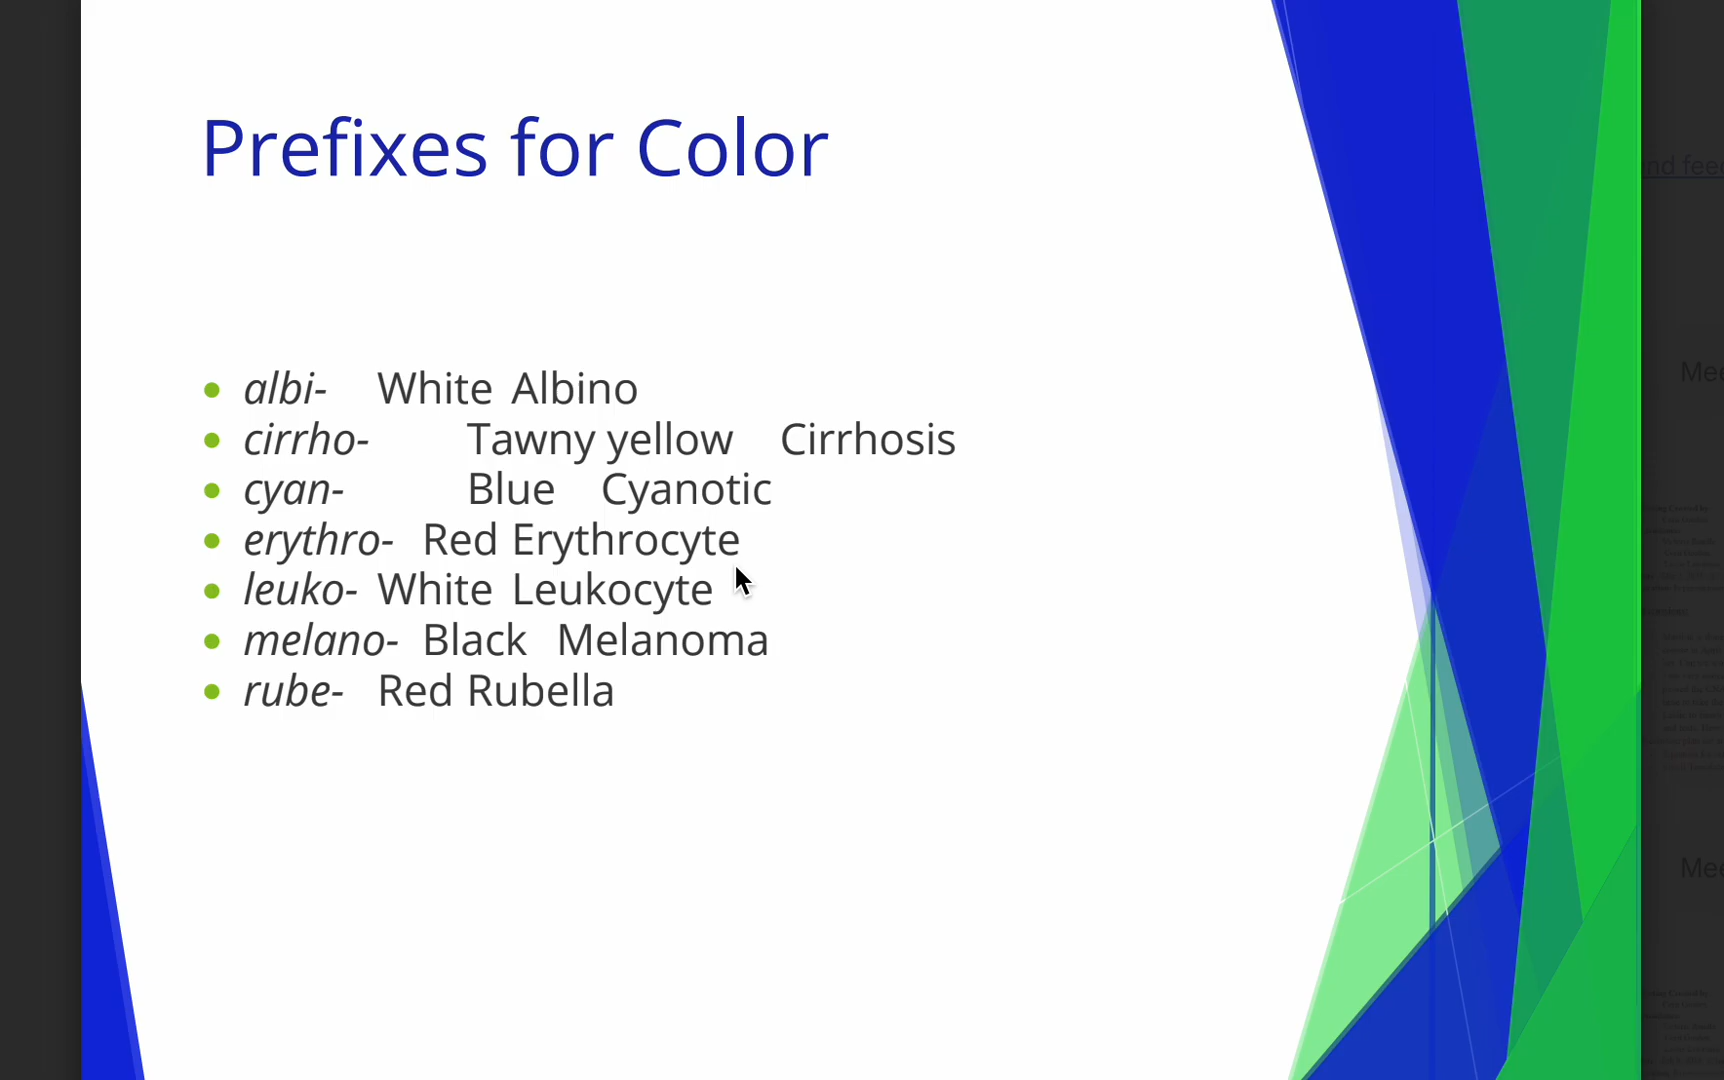 Prefixes for Color
• albi- White Albino
• cirrho- Tawny yellow Cirrhosis
• cyan- Blue Cyanotic
• erythro- Red Erythrocyte
• leuko- White Leukocyte
• melano- Black Melanoma
• rube- Red Rubella